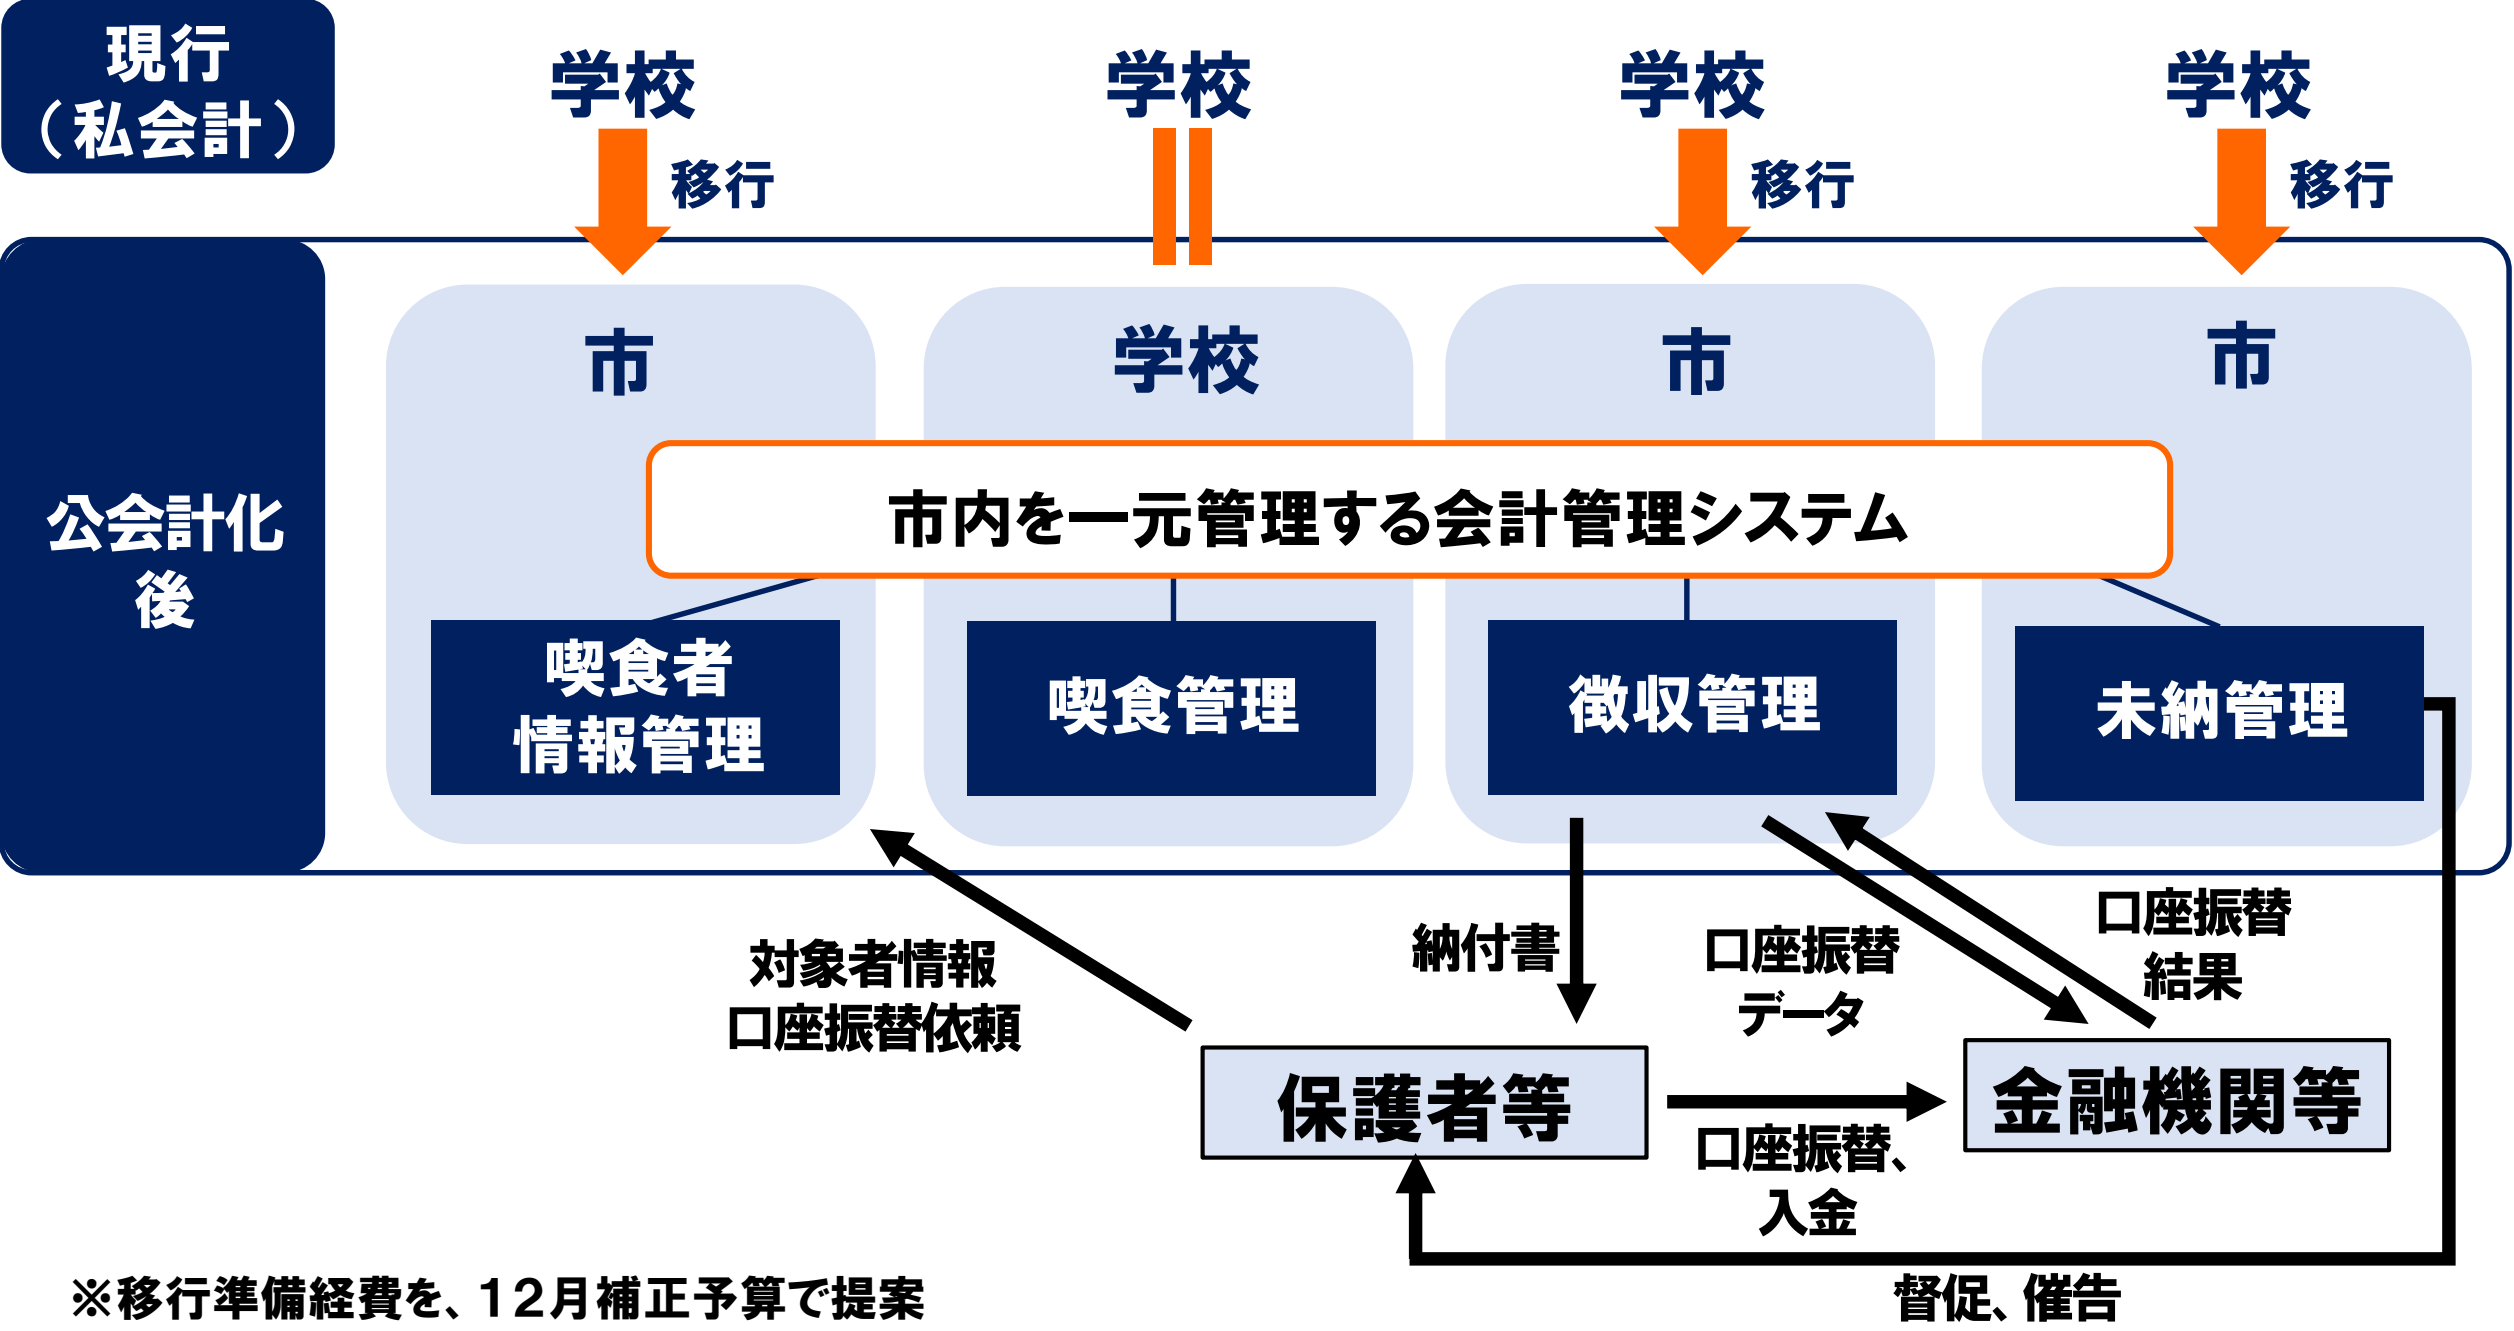 現行
（私会計）
学校
学校
学校
学校
移行
移行
移行
公会計化
後
市
学校
市
市
市内を一元管理する会計管理システム
喫食者
情報管理
喫食管理
徴収管理
未納管理
対象者情報
口座振替依頼
納付書
口座振替
データ
口座振替
結果
保護者等
金融機関等
口座振替、
入金
督促、催告
※移行準備経費を、１２月補正予算で提案